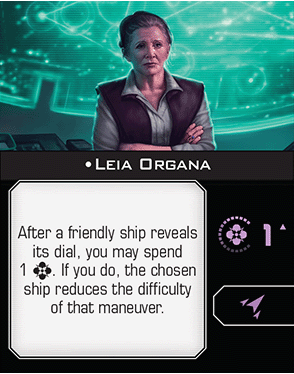 •Leia Organa
After a friendly ship reveals
its dial, you may spend
1 . If you do, the chosen
ship reduces the difficulty
of that maneuver.
1